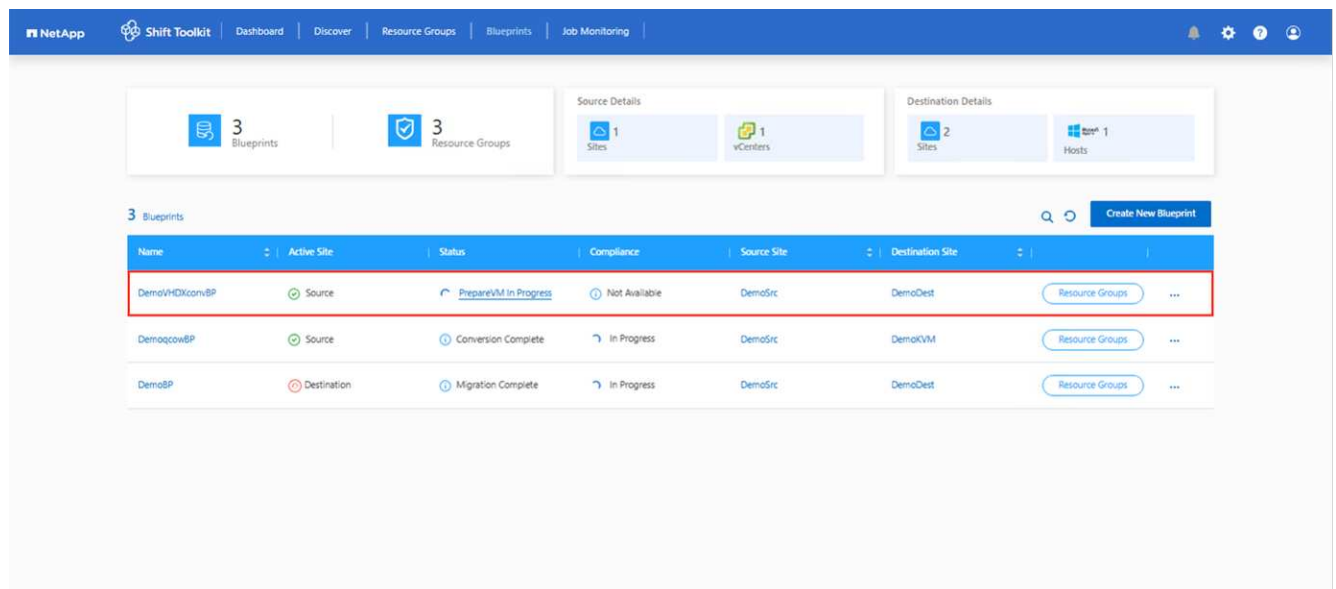 NetApp
Shift Toolkit
Dashboard
Discover
Resource Groups
Blueprints
Job Monitoring
3
Blueprints
3
Resource Groups
Source Details
1
Sites
1
vCenters
Destination Details
2
Sites
1
Hosts
3 Blueprints
Create New Blueprint
Name Active Site Status Compliance Source Site Destination Site
DemoVHDXconvBP Source PrepareVM In Progress Not Available DemoSrc DemoDest Resource Groups ...
DemoqcowBP Source Conversion Complete In Progress DemoSrc DemoKVM Resource Groups ...
DemoBP Destination Migration Complete In Progress DemoSrc DemoDest Resource Groups ...